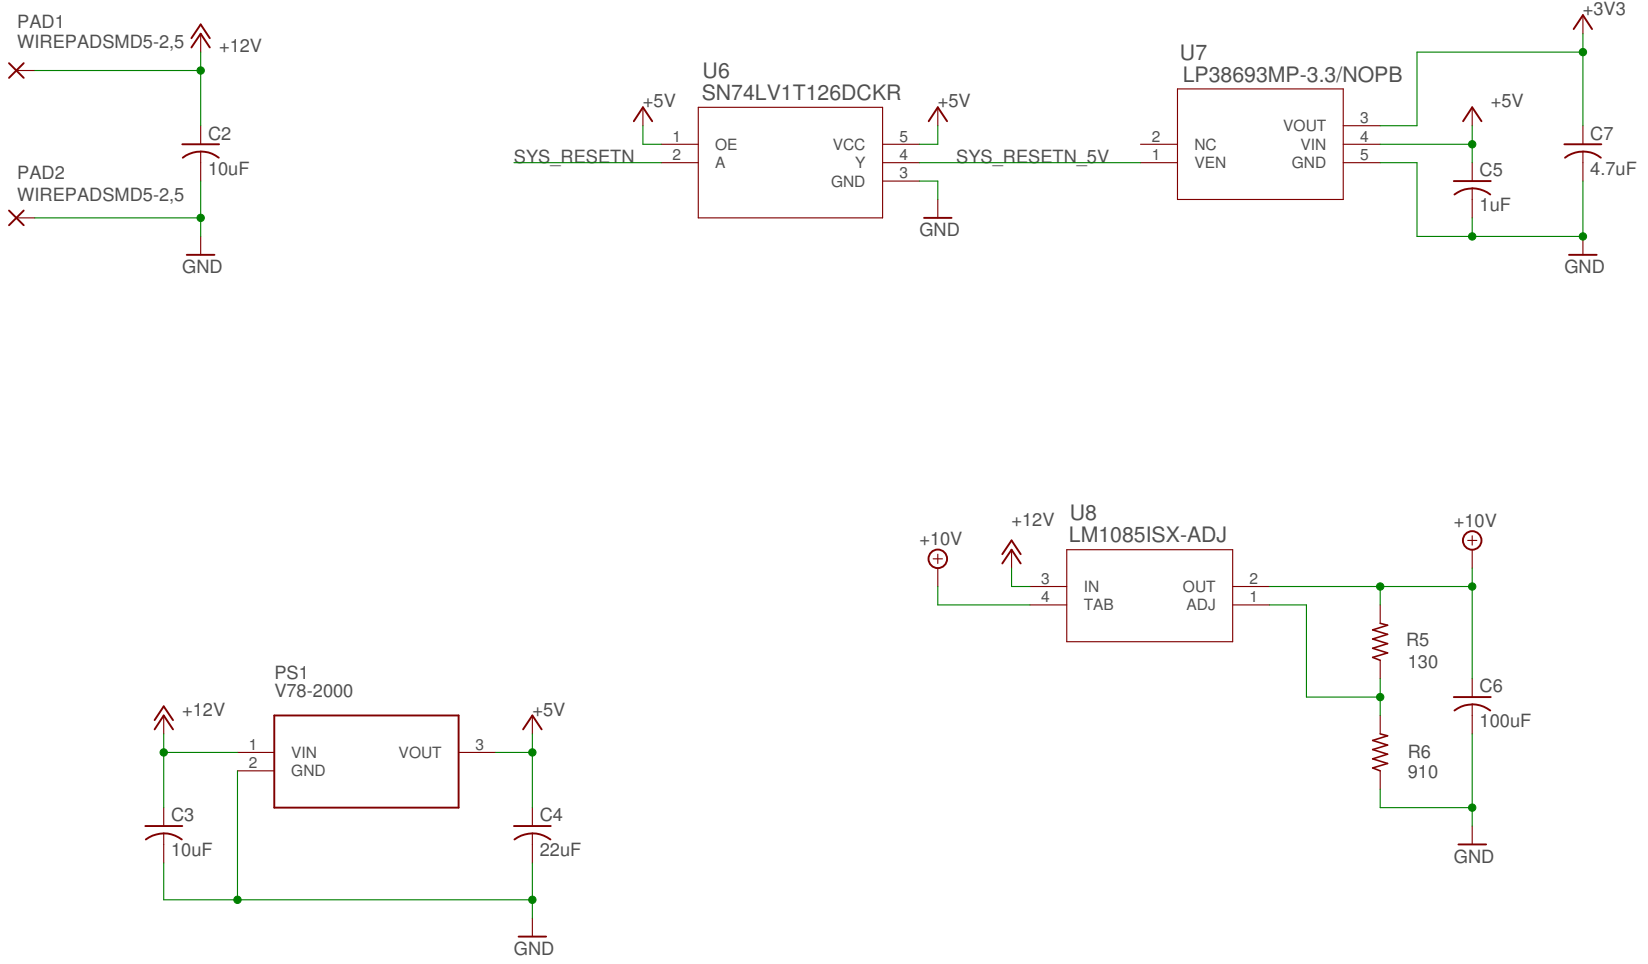 PAD1
WIREPADSMD5-2,5
+12V
C2
10uF
PAD2
WIREPADSMD5-2,5
GND
U6
SN74LV1T126DCKR
+5V
+5V
1
OE
VCC
5
SYS_RESETN
2
A
Y
4
SYS_RESETN_5V
GND
3
GND
+3V3
U7
LP38693MP-3.3/NOPB
+5V
VOUT
3
2
NC
VIN
4
1
VEN
GND
5
C7
4.7uF
C5
1uF
GND
+10V
+12V
U8
LM1085ISX-ADJ
+10V
3
IN
OUT
2
4
TAB
ADJ
1
R5
130
C6
100uF
R6
910
GND
PS1
V78-2000
+12V
+5V
1
VIN
VOUT
3
2
GND
C3
10uF
C4
22uF
GND